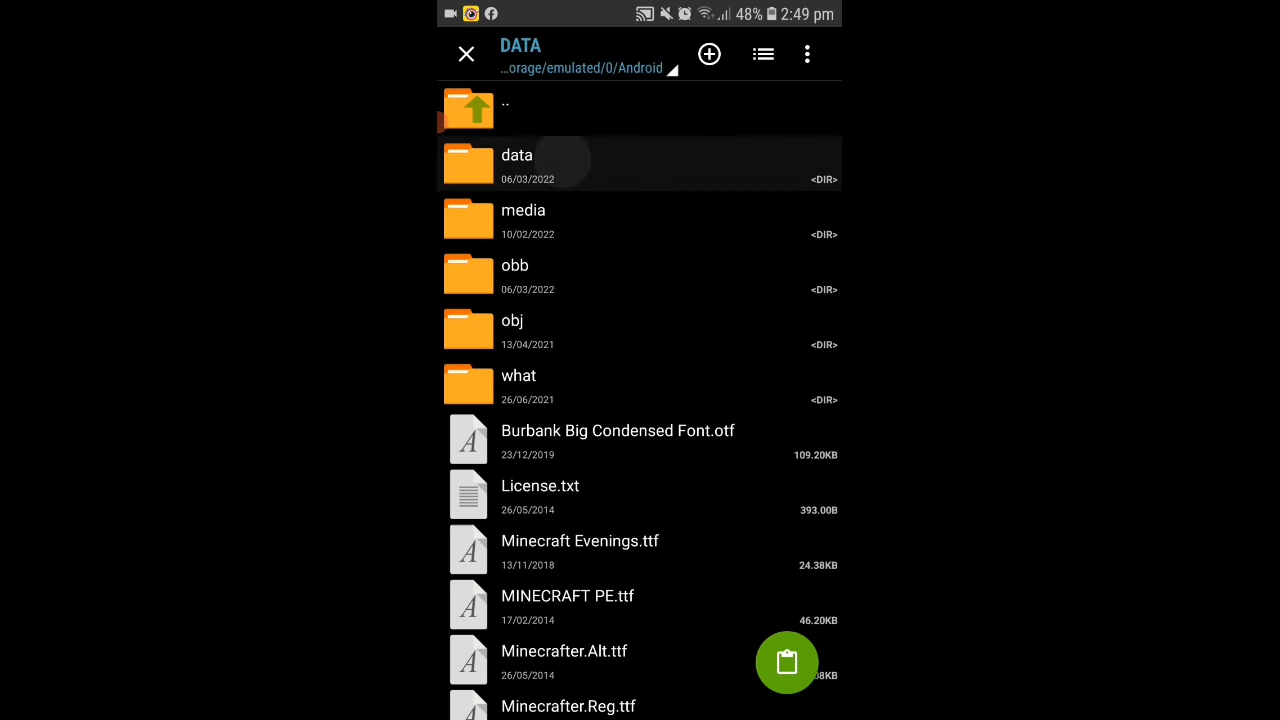 48% 2:49 pm
DATA
...orage/emulated/0/Android
..
data
06/03/2022 <DIR>
media
10/02/2022 <DIR>
obb
06/03/2022 <DIR>
obj
13/04/2021 <DIR>
what
26/06/2021 <DIR>
Burbank Big Condensed Font.otf
23/12/2019 109.20KB
License.txt
26/05/2014 393.00B
Minecraft Evenings.ttf
13/11/2018 24.38KB
MINECRAFT PE.ttf
17/02/2014 46.20KB
Minecrafter.Alt.ttf
26/05/2014
Minecrafter.Reg.ttf